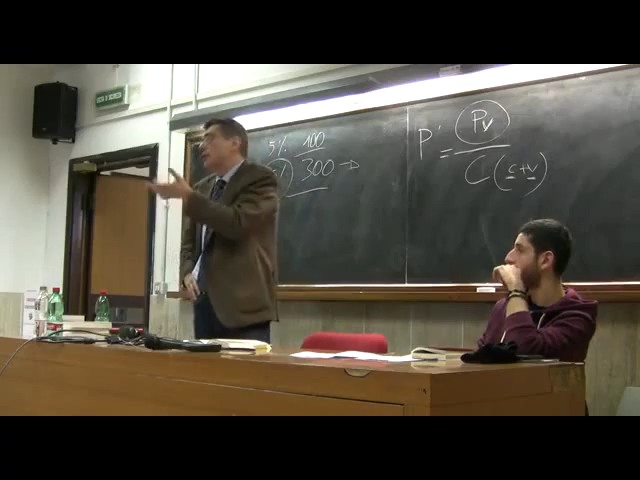 5% 100
300 →
P' = Pv
C (c+v)